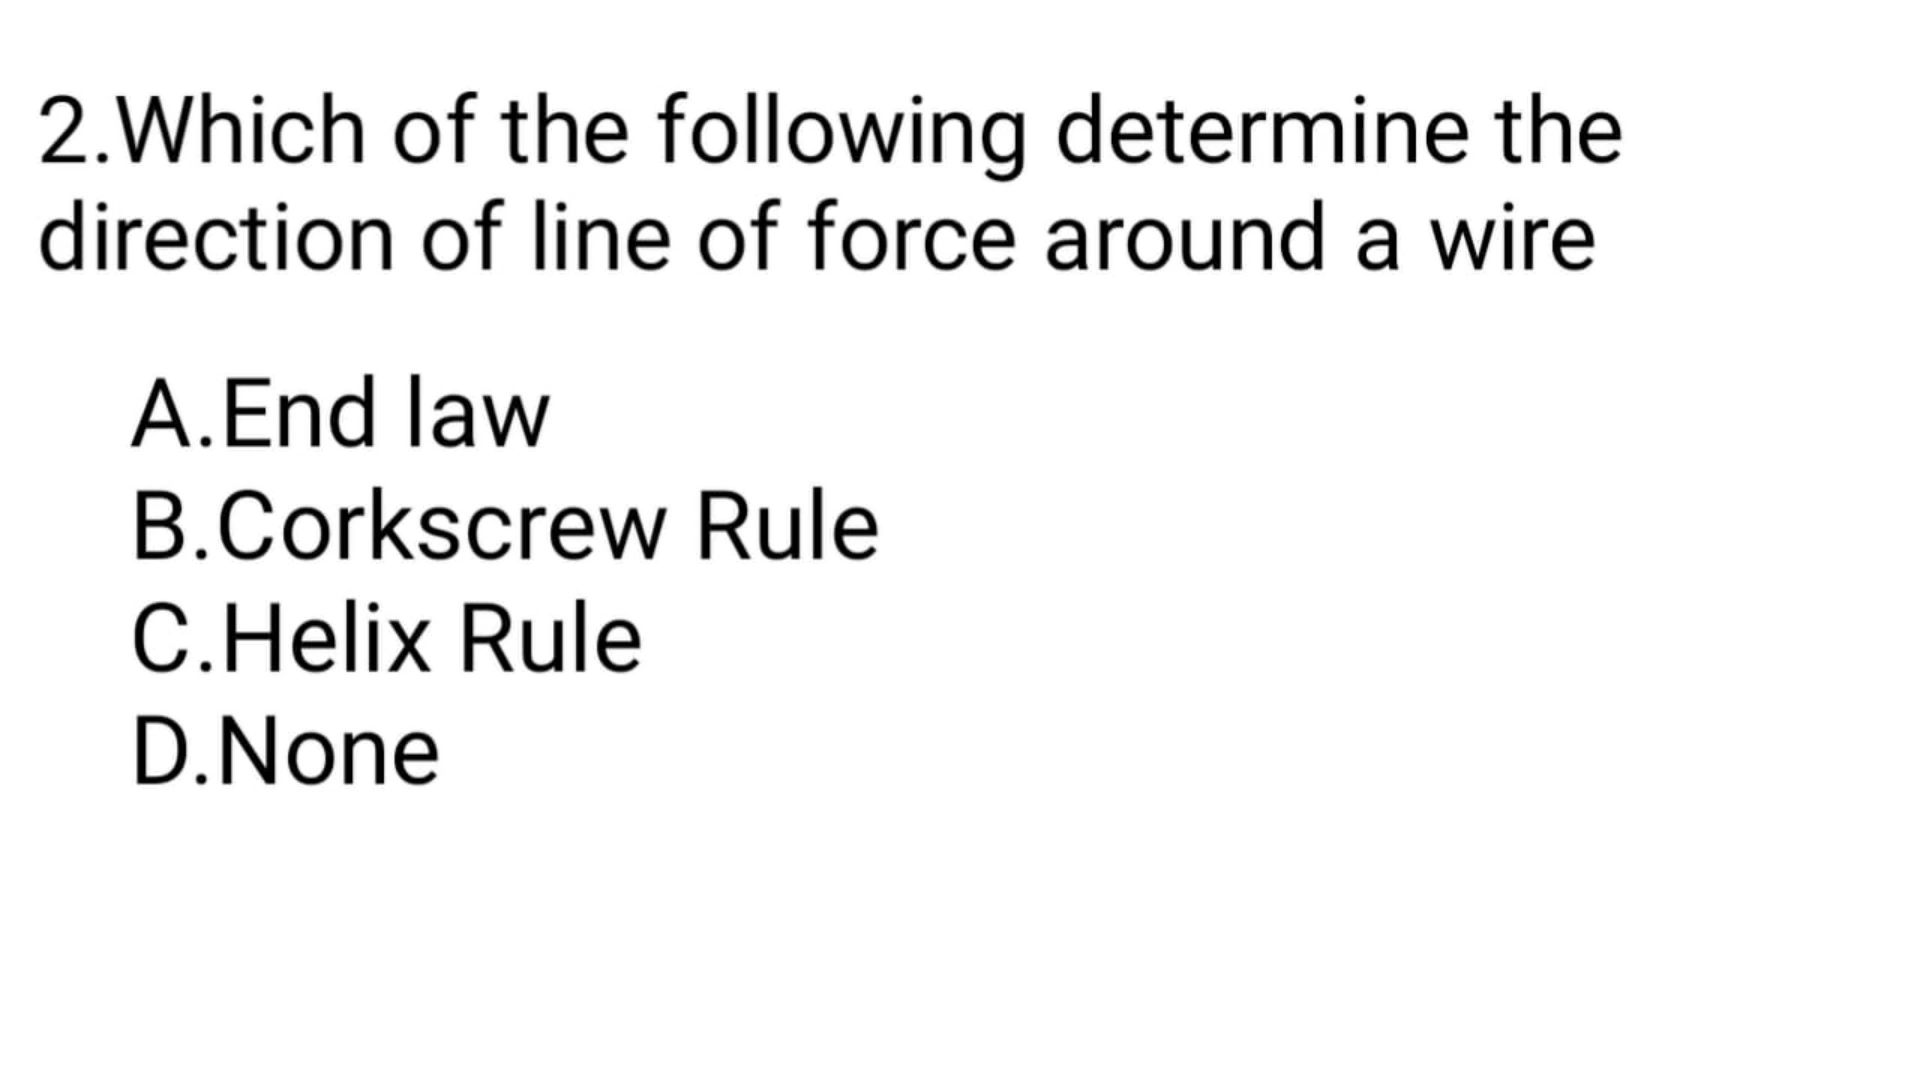 2.Which of the following determine the
direction of line of force around a wire
A.End law
B.Corkscrew Rule
C.Helix Rule
D.None